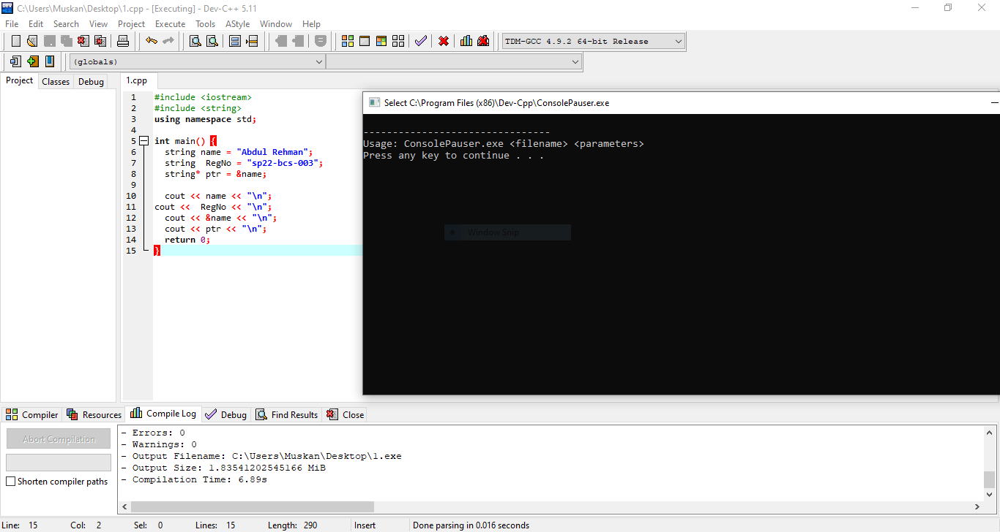 C:\Users\Muskan\Desktop\1.cpp - [Executing] - Dev-C++ 5.11
File Edit Search View Project Execute Tools AStyle Window Help
TDM-GCC 4.9.2 64-bit Release
(globals)
Project Classes Debug
1.cpp
1 #include <iostream>
2 #include <string>
3 using namespace std;
4
5 int main() {
6 string name = "Abdul Rehman";
7 string  RegNo = "sp22-bcs-003";
8 string* ptr = &name;
9
10 cout << name << "\n";
11 cout <<  RegNo << "\n";
12 cout << &name << "\n";
13 cout << ptr << "\n";
14 return 0;
15 }
Select C:\Program Files (x86)\Dev-Cpp\ConsolePauser.exe
--------------------------------
Usage: ConsolePauser.exe <filename> <parameters>
Press any key to continue . . .
Window Snip
Compiler Resources Compile Log Debug Find Results Close
Abort Compilation
Shorten compiler paths
- Errors: 0
- Warnings: 0
- Output Filename: C:\Users\Muskan\Desktop\1.exe
- Output Size: 1.83541202545166 MiB
- Compilation Time: 6.89s
Line: 15 Col: 2 Sel: 0 Lines: 15 Length: 290 Insert Done parsing in 0.016 seconds